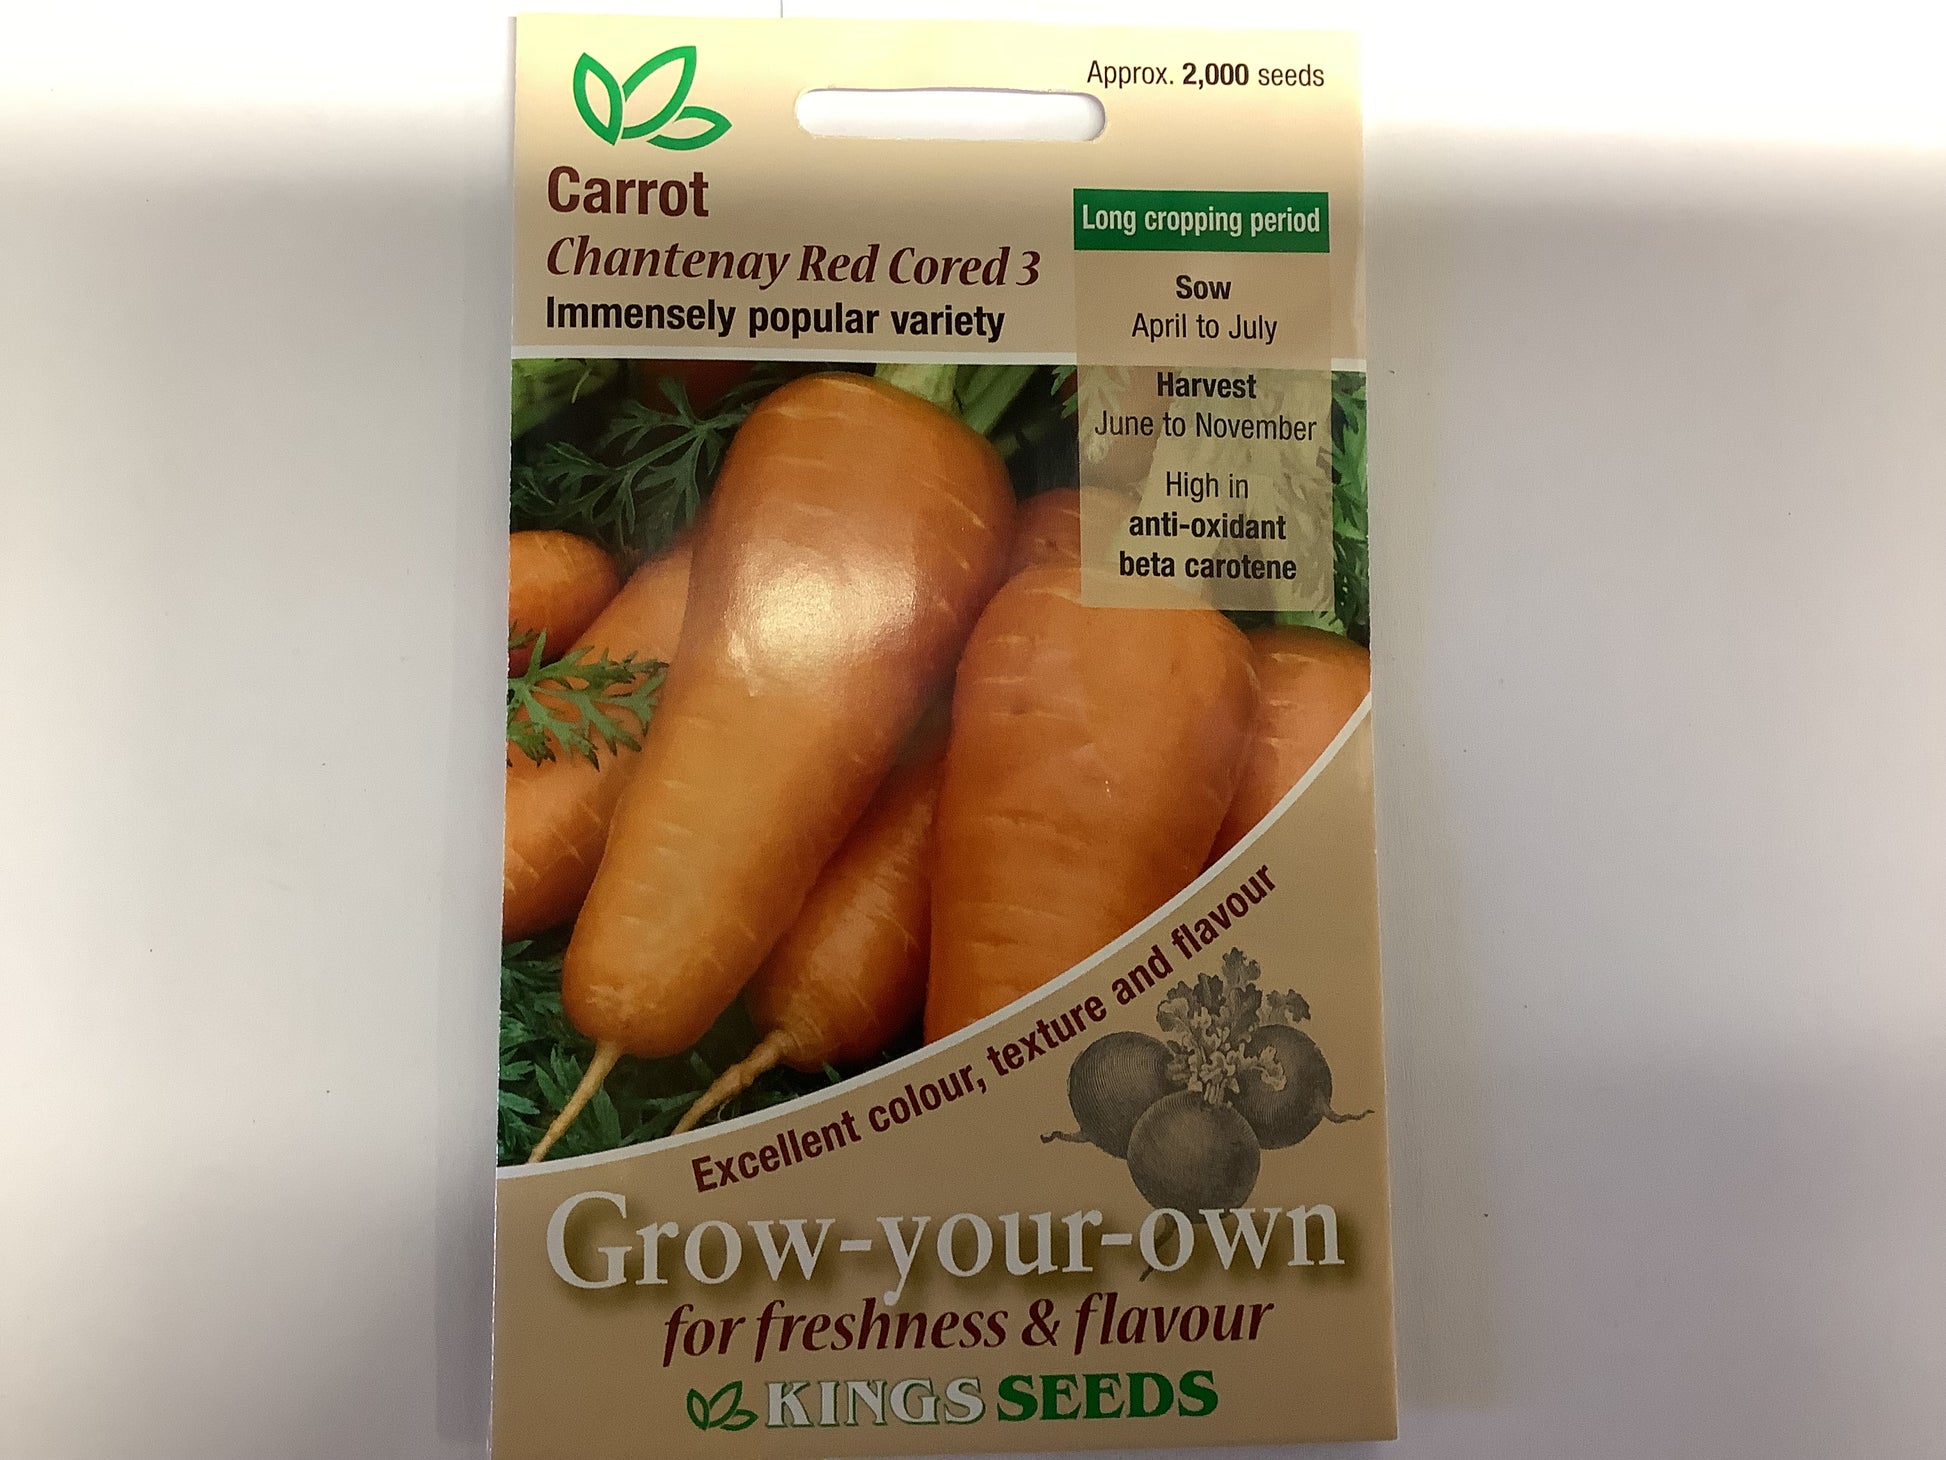 Approx. 2,000 seeds
Carrot
Chantenay Red Cored 3
Immensely popular variety
Long cropping period
Sow
April to July
Harvest
June to November
High in
anti-oxidant
beta carotene
Excellent colour, texture and flavour
Grow-your-own
for freshness & flavour
KINGS SEEDS